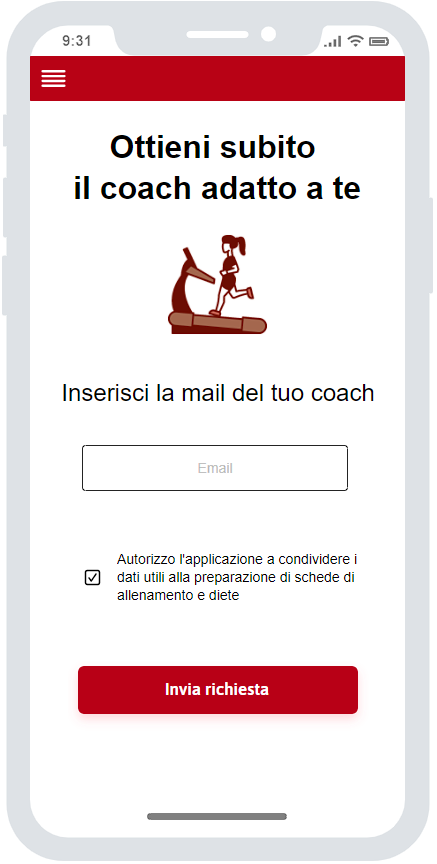 9:31
Ottieni subito
il coach adatto a te
Inserisci la mail del tuo coach
Email
Autorizzo l'applicazione a condividere i
dati utili alla preparazione di schede di
allenamento e diete
Invia richiesta